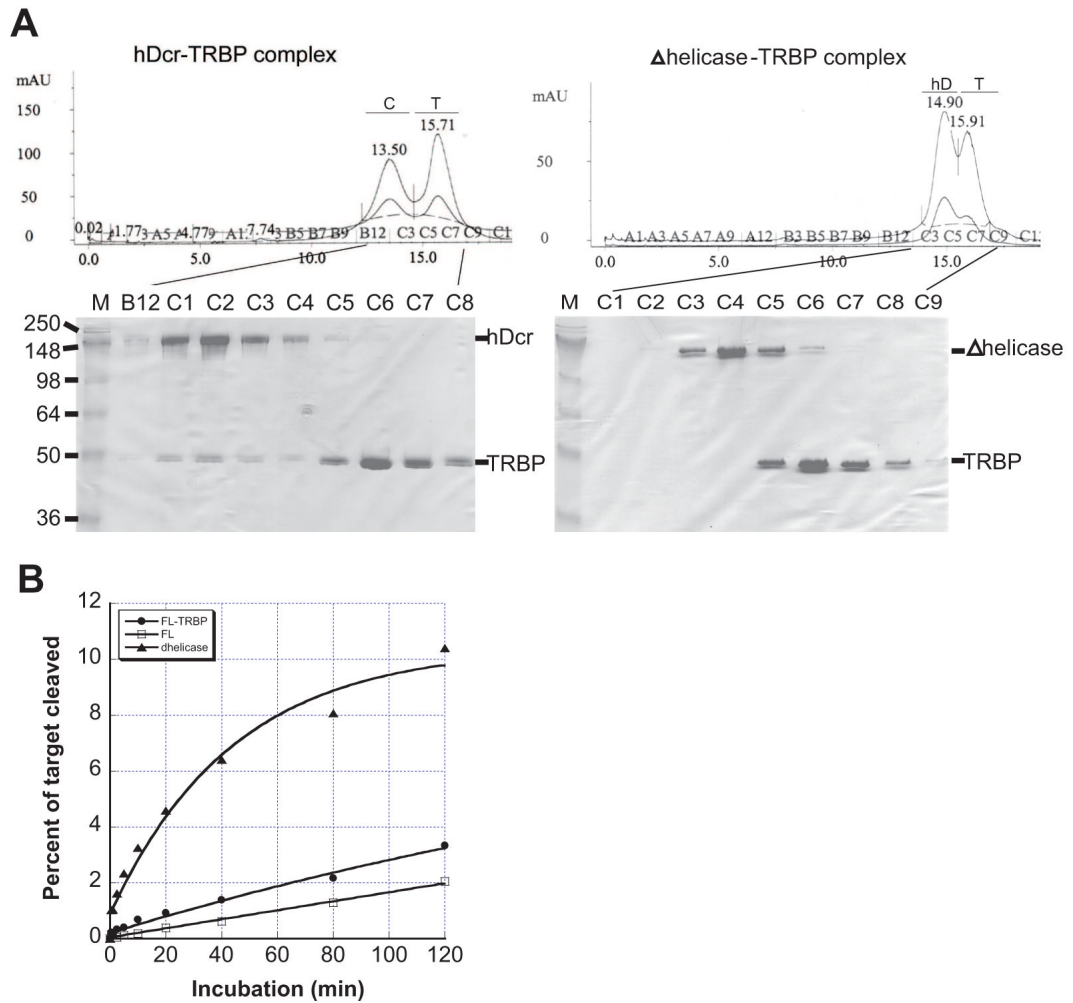 A
hDcr-TRBP complex
Δhelicase-TRBP complex
mAU
150
100
50
0
C
T
13.50
15.71
0.0
5.0
10.0
15.0
mAU
50
0
hD
T
14.90
15.91
A1 A3 A5 A7 A9 A12 B3 B5 B7 B9 B12 C3 C5 C7 C9
0.0
5.0
10.0
15.0
M B12 C1 C2 C3 C4 C5 C6 C7 C8
250
148
98
64
50
36
hDcr
TRBP
M C1 C2 C3 C4 C5 C6 C7 C8 C9
Δhelicase
TRBP
B
Percent of target cleaved
12
10
8
6
4
2
0
FL-TRBP
FL
dhelicase
0 20 40 60 80 100 120
Incubation (min)